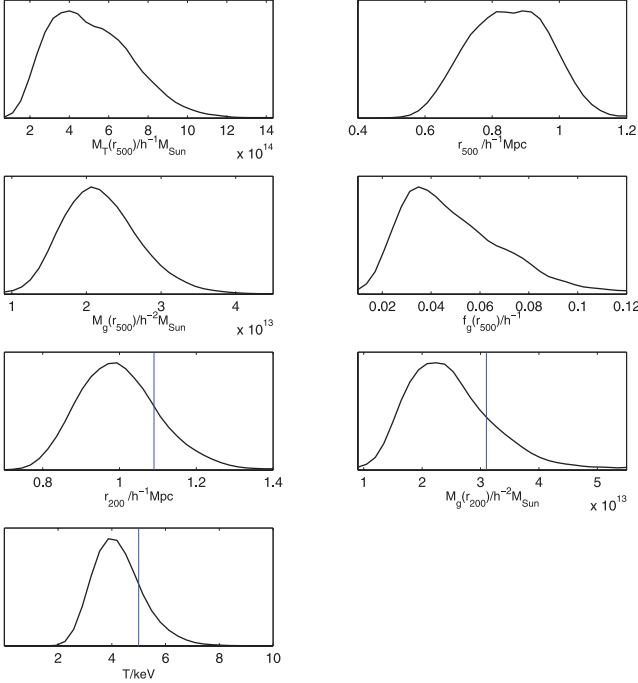 2 4 6 8 10 12 14
M_T(r_500)/h^−1M_Sun
x 10^14
0.4 0.6 0.8 1 1.2
r_500/h^−1Mpc
1 2 3 4
M_g(r_500)/h^−2M_Sun
x 10^13
0.02 0.04 0.06 0.08 0.1 0.12
f_g(r_500)/h^−1
0.8 1 1.2 1.4
r_200/h^−1Mpc
1 2 3 4 5
M_g(r_200)/h^−2M_Sun
x 10^13
2 4 6 8 10
T/keV